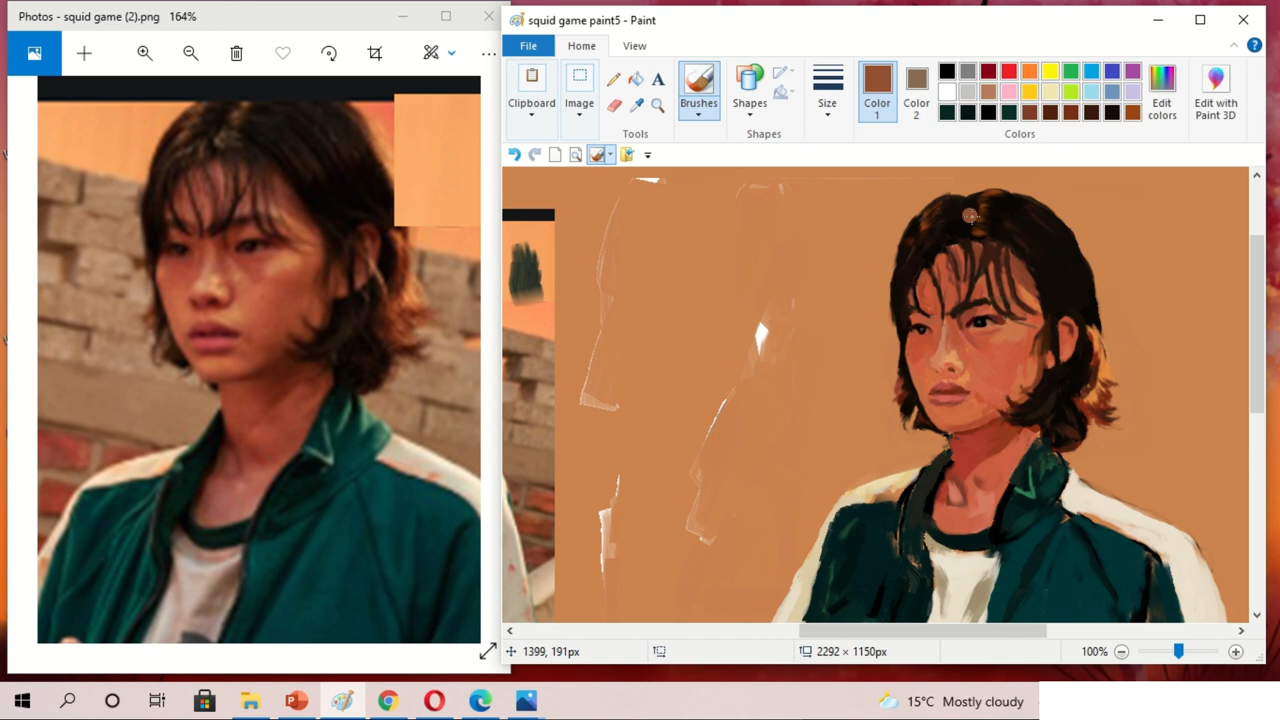 Photos - squid game (2).png 164%
squid game paint5 - Paint
File Home View
Clipboard
Image
Tools
Brushes
Shapes
Shapes
Size
Color 1
Color 2
Edit colors
Colors
Edit with Paint 3D
1399, 191px
2292 × 1150px
100%
15°C Mostly cloudy